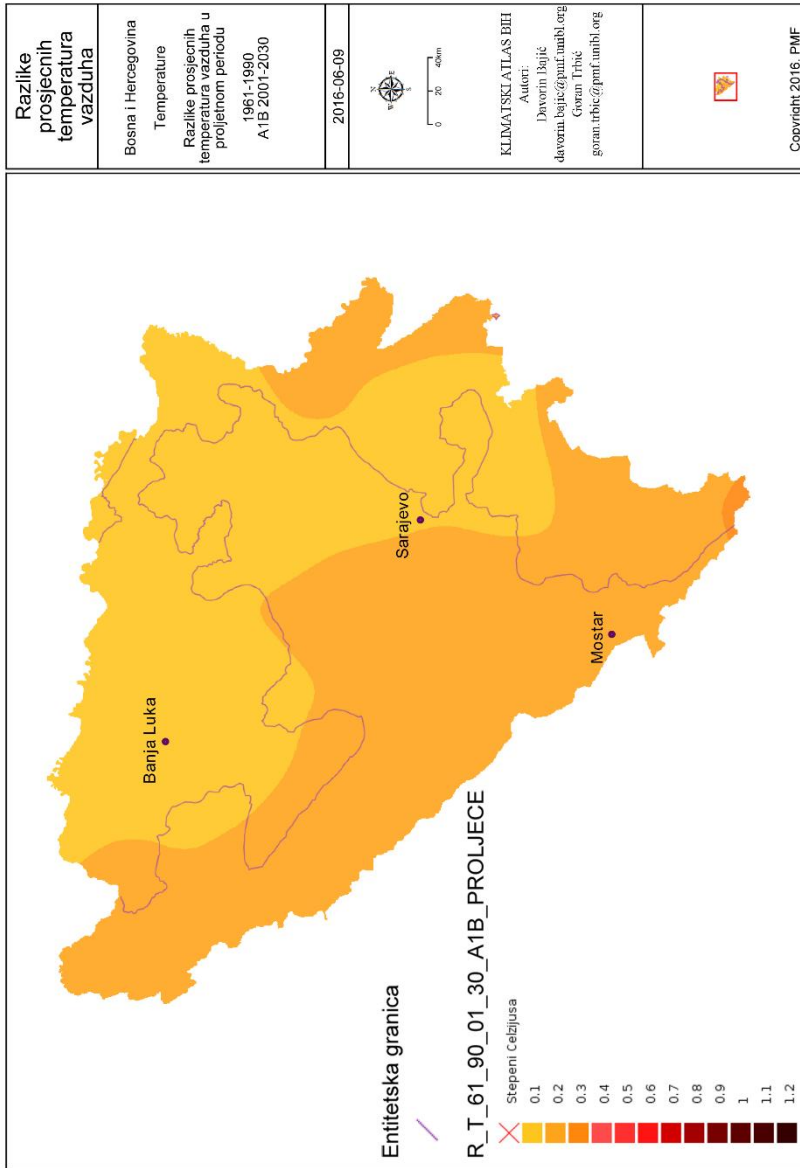 Razlike
prosjecnih
temperatura
vazduha
Bosna i Hercegovina
Temperature
Razlike prosjecnih
temperatura vazduha u
proljetnom periodu
1961-1990
A1B 2001-2030
2016-06-09
N
W
E
S
0 20 40km
KLIMATSKI ATLAS BIH
Autori:
Davorin Bajić
davorin.bajic@pmf.unibl.org
Goran Trbić
goran.trbic@pmf.unibl.org
Copyright 2016. PMF
Banja Luka
Sarajevo
Mostar
Entitetska granica
R_T_61_90_01_30_A1B_PROLJECE
Stepeni Celzijusa
0.1
0.2
0.3
0.4
0.5
0.6
0.7
0.8
0.9
1
1.1
1.2